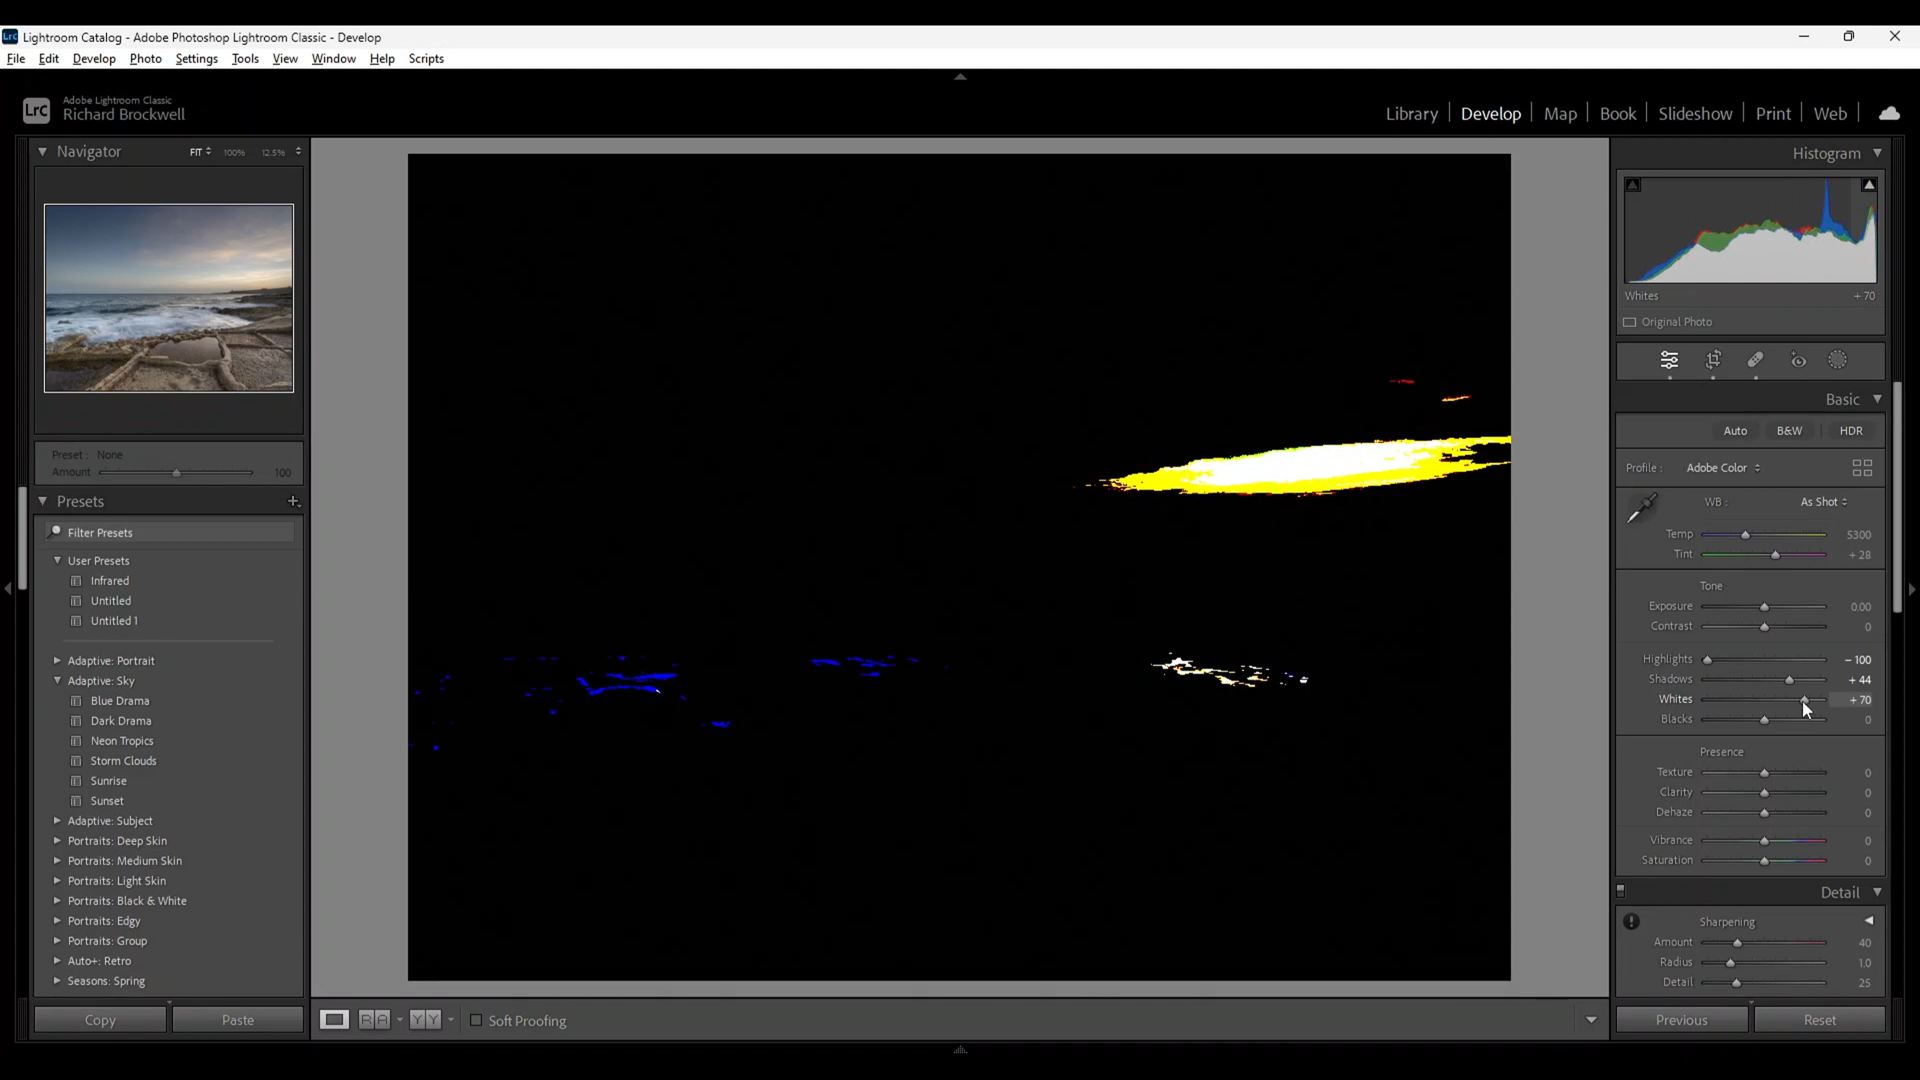 Lrc Lightroom Catalog - Adobe Photoshop Lightroom Classic - Develop
File Edit Develop Photo Settings Tools View Window Help Scripts
LrC Adobe Lightroom Classic
Richard Brockwell
Library Develop Map Book Slideshow Print Web
Navigator FIT 100% 12.5%
Preset : None
Amount 100
Presets
Filter Presets
User Presets
Infrared
Untitled
Untitled 1
Adaptive: Portrait
Adaptive: Sky
Blue Drama
Dark Drama
Neon Tropics
Storm Clouds
Sunrise
Sunset
Adaptive: Subject
Portraits: Deep Skin
Portraits: Medium Skin
Portraits: Light Skin
Portraits: Black & White
Portraits: Edgy
Portraits: Group
Auto+: Retro
Seasons: Spring
Copy Paste
RA YY Soft Proofing
Histogram
Whites + 70
Original Photo
Basic
Auto B&W HDR
Profile : Adobe Color
WB : As Shot
Temp 5300
Tint + 28
Tone
Exposure 0.00
Contrast 0
Highlights – 100
Shadows + 44
Whites + 70
Blacks 0
Presence
Texture 0
Clarity 0
Dehaze 0
Vibrance 0
Saturation 0
Detail
Sharpening
Amount 40
Radius 1.0
Detail 25
Previous Reset